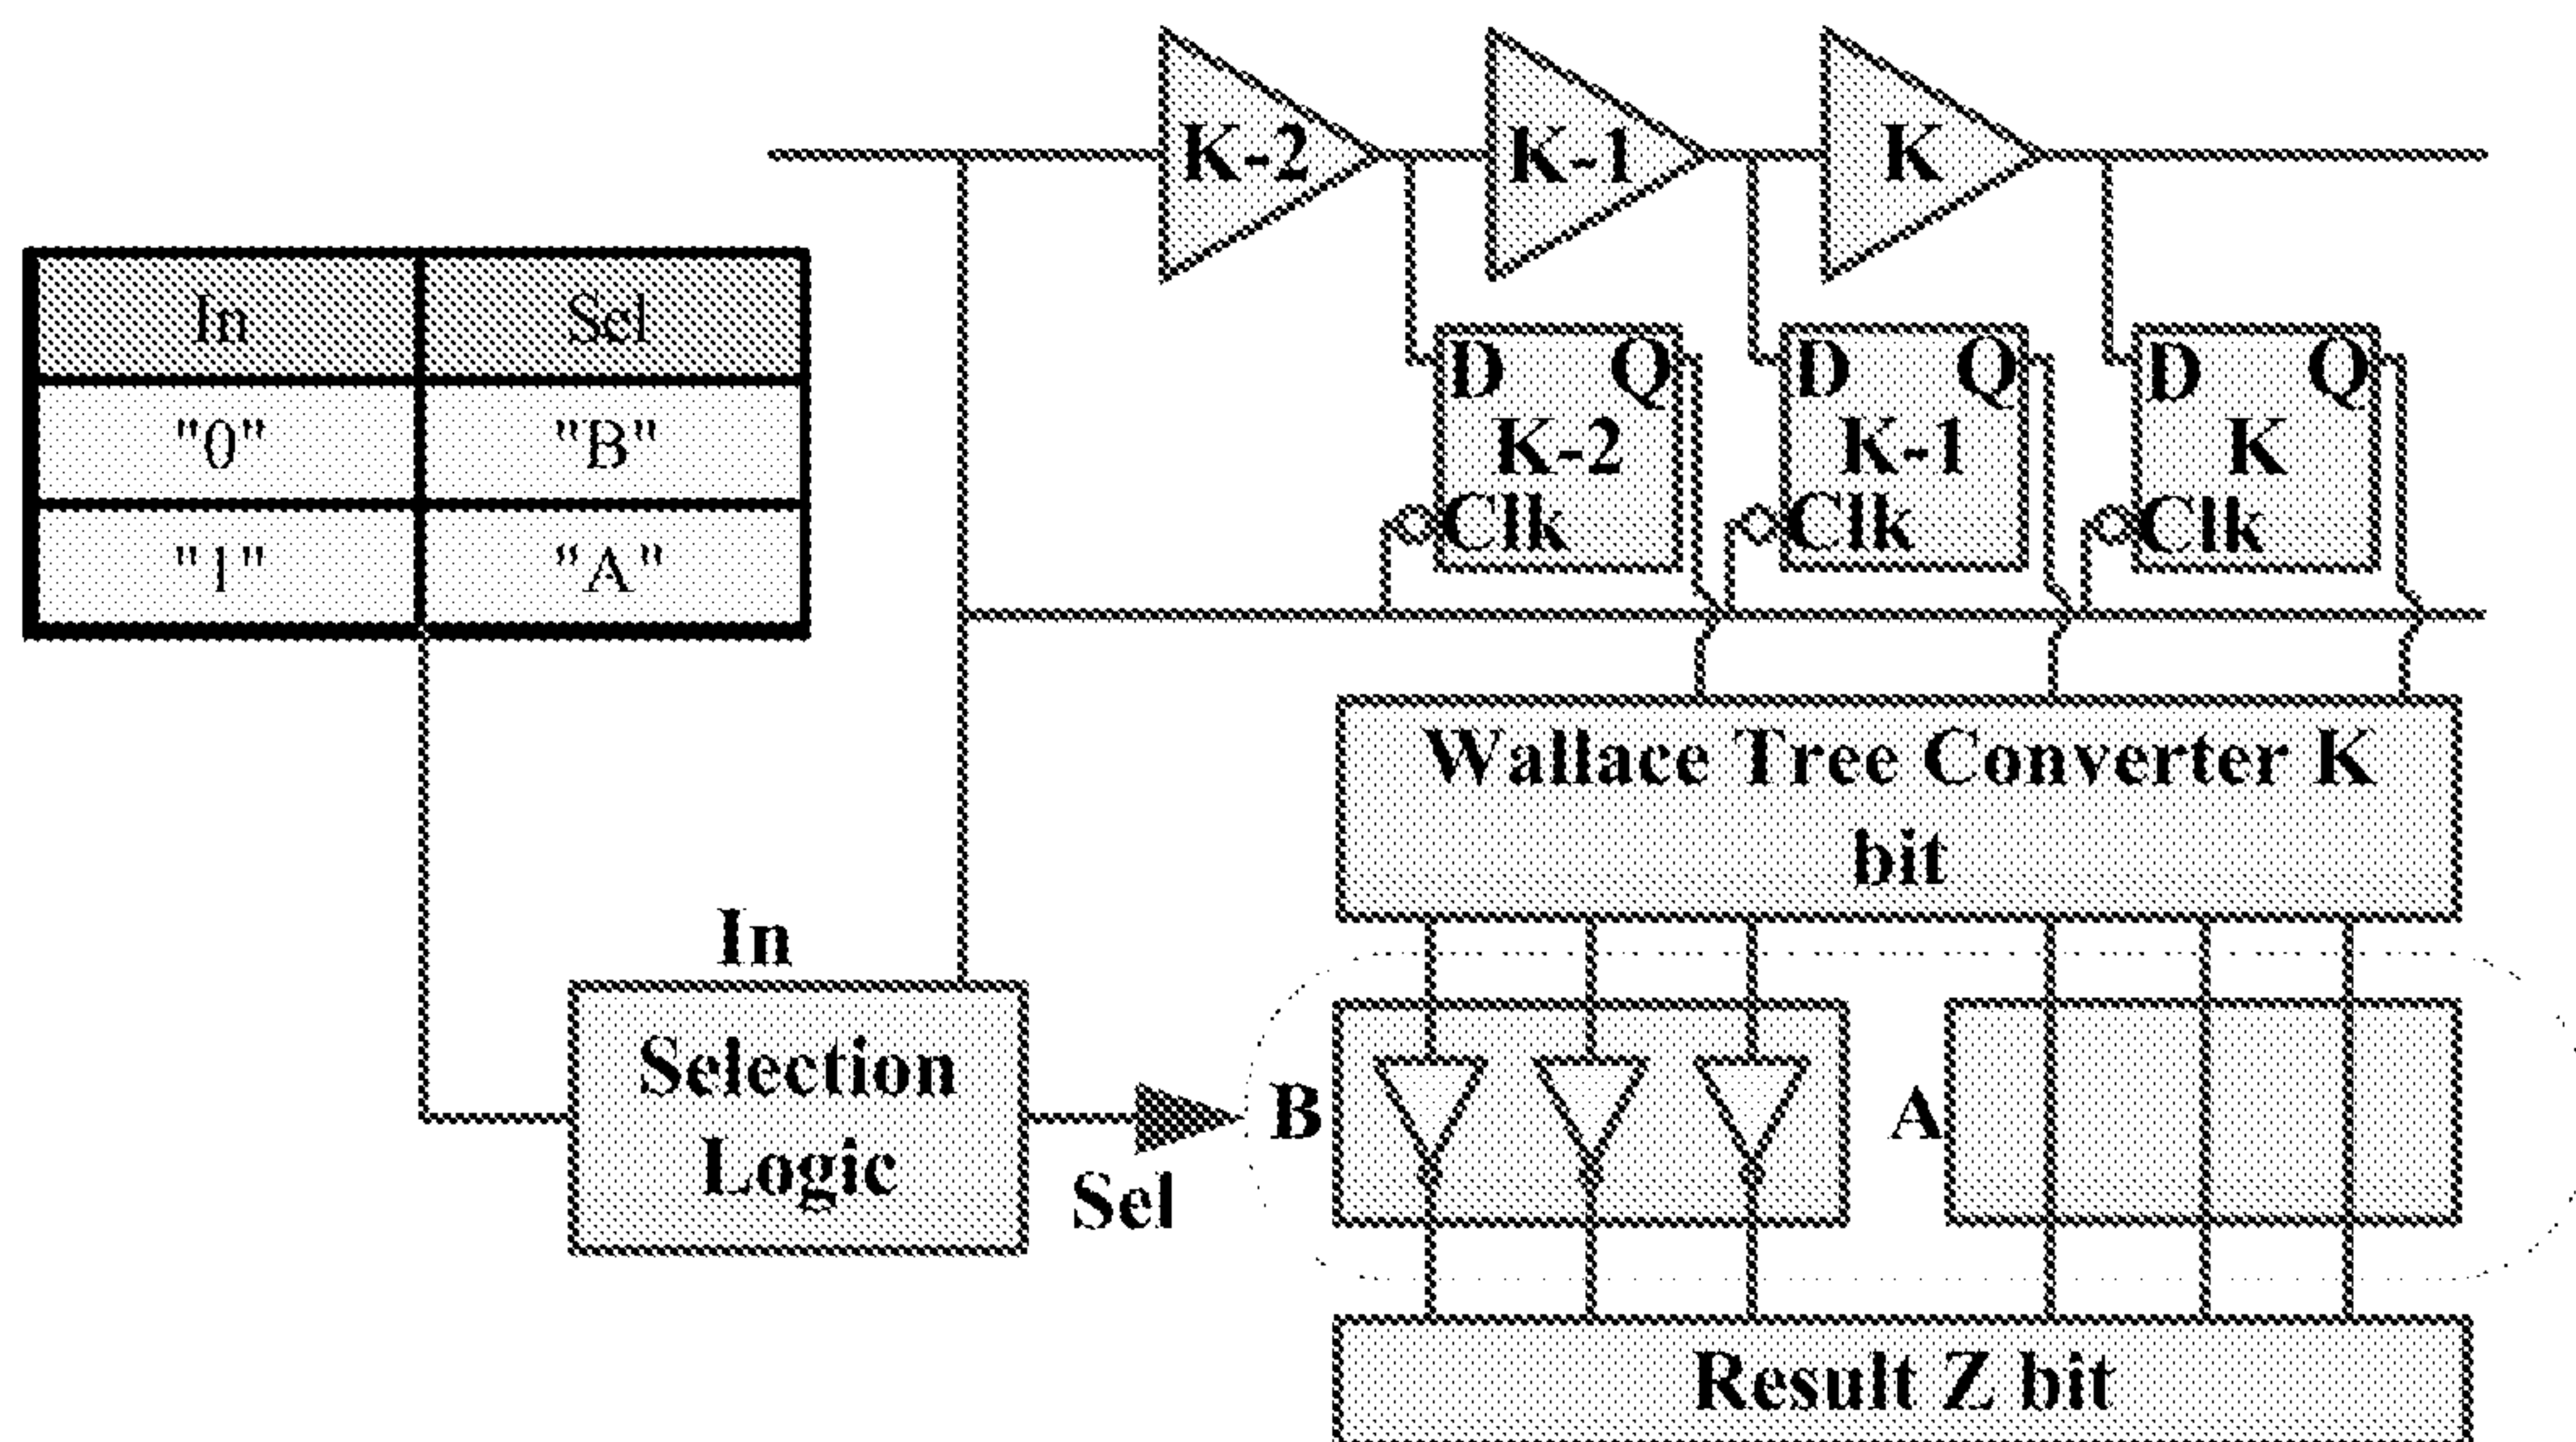 K-2 K-1 K
In Sel
"0" "B"
"1" "A"
D Q D Q D Q
K-2 K-1 K
Clk Clk Clk
Wallace Tree Converter K
bit
In
Selection
Logic
Sel
B A
Result Z bit